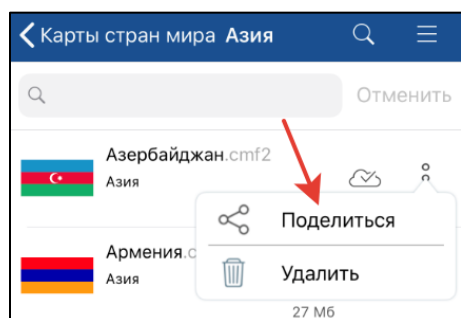 Карты стран мира Азия
Отменить
Азербайджан.cmf2
Азия
Поделиться
Армения.c
Азия
Удалить
27 Мб